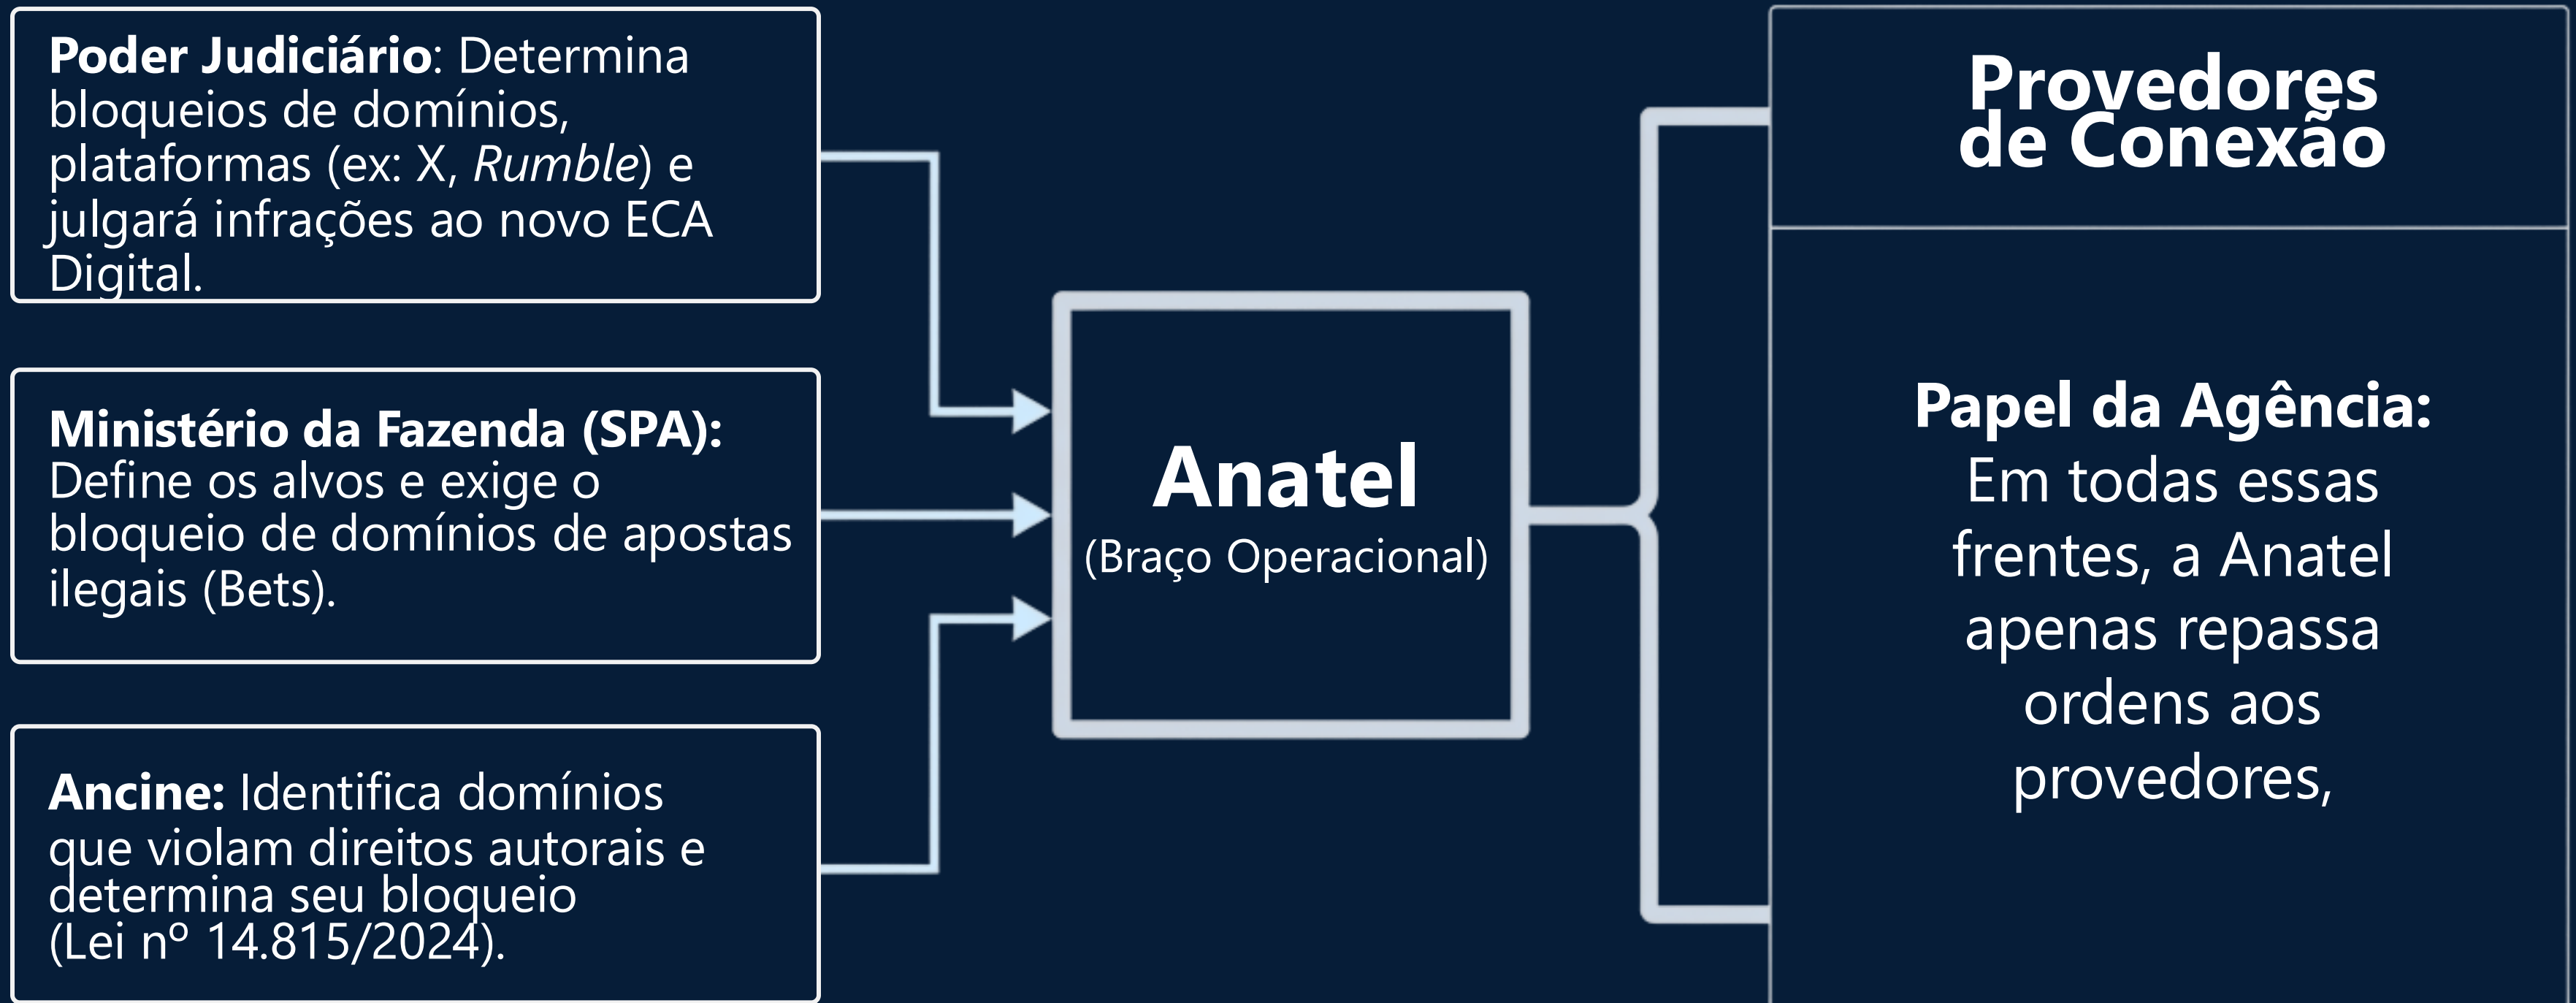 Poder Judiciário: Determina
bloqueios de domínios,
plataformas (ex: X, Rumble) e
julgará infrações ao novo ECA
Digital.
Ministério da Fazenda (SPA):
Define os alvos e exige o
bloqueio de domínios de apostas
ilegais (Bets).
Ancine: Identifica domínios
que violam direitos autorais e
determina seu bloqueio
(Lei nº 14.815/2024).
Anatel
(Braço Operacional)
Provedores
de Conexão
Papel da Agência:
Em todas essas
frentes, a Anatel
apenas repassa
ordens aos
provedores,